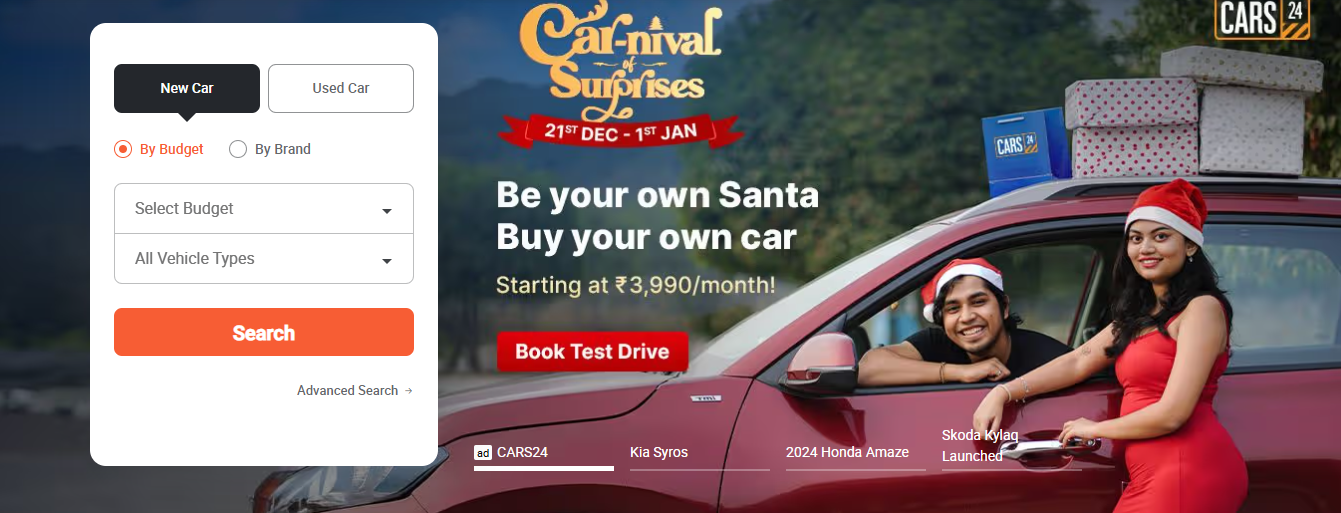 New Car
Used Car
By Budget
By Brand
Select Budget
All Vehicle Types
Search
Advanced Search
Car-nival
of
Surprises
21ST DEC - 1ST JAN
Be your own Santa
Buy your own car
Starting at ₹3,990/month!
Book Test Drive
CARS 24
CARS 24
ad CARS24
Kia Syros
2024 Honda Amaze
Skoda Kylaq
Launched